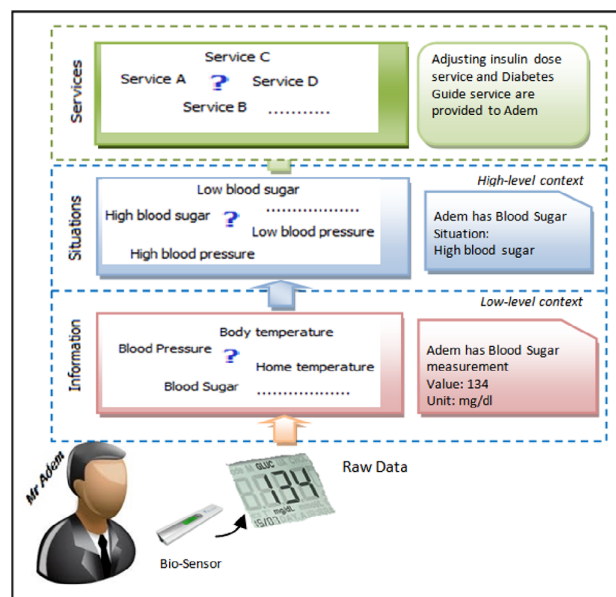 Services
Service C
Service A
?
Service D
Service B
...........
Adjusting insulin dose
service and Diabetes
Guide service are
provided to Adem
High-level context
Situations
Low blood sugar
..................
High blood sugar
?
Low blood pressure
High blood pressure
Adem has Blood Sugar
Situation:
High blood sugar
Low-level context
Information
Body temperature
Blood Pressure
?
Home temperature
Blood Sugar
..................
Adem has Blood Sugar
measurement
Value: 134
Unit: mg/dl
Mr Adem
Bio-Sensor
GLUC
134
mg/dL
Raw Data